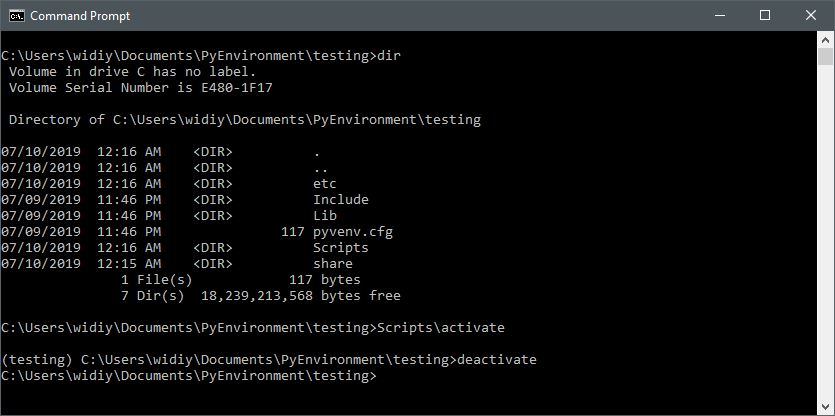 Command Prompt
C:\Users\widiy\Documents\PyEnvironment\testing>dir
 Volume in drive C has no label.
 Volume Serial Number is E480-1F17
 Directory of C:\Users\widiy\Documents\PyEnvironment\testing
07/10/2019  12:16 AM    <DIR>          .
07/10/2019  12:16 AM    <DIR>          ..
07/10/2019  12:16 AM    <DIR>          etc
07/09/2019  11:46 PM    <DIR>          Include
07/09/2019  11:46 PM    <DIR>          Lib
07/09/2019  11:46 PM               117 pyvenv.cfg
07/10/2019  12:16 AM    <DIR>          Scripts
07/10/2019  12:15 AM    <DIR>          share
               1 File(s)            117 bytes
               7 Dir(s)  18,239,213,568 bytes free
C:\Users\widiy\Documents\PyEnvironment\testing>Scripts\activate
(testing) C:\Users\widiy\Documents\PyEnvironment\testing>deactivate
C:\Users\widiy\Documents\PyEnvironment\testing>